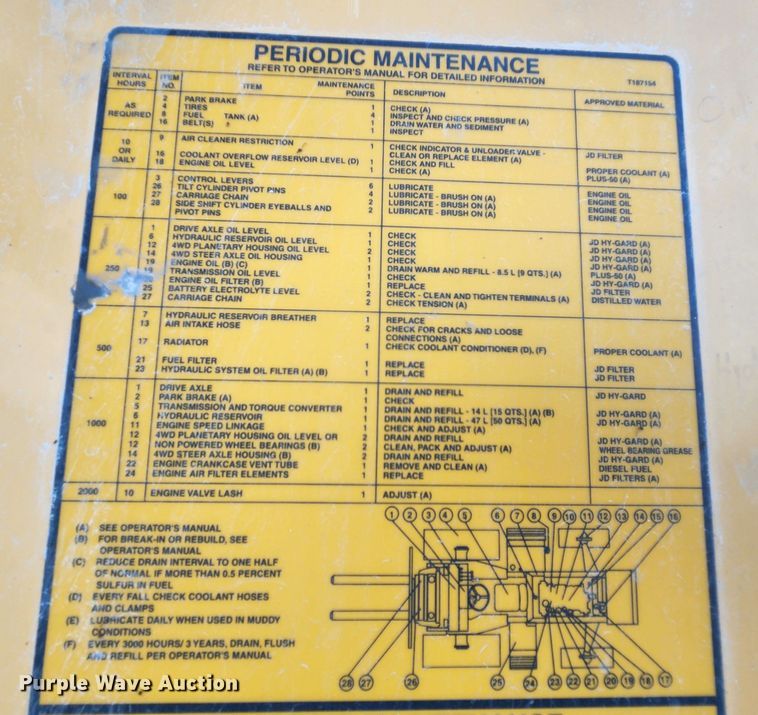 PERIODIC MAINTENANCE
REFER TO OPERATOR'S MANUAL FOR DETAILED INFORMATION
T187154
INTERVAL HOURS ITEM NO. ITEM MAINTENANCE POINTS DESCRIPTION APPROVED MATERIAL
AS REQUIRED
2 PARK BRAKE 1 CHECK (A)
4 TIRES 4 INSPECT AND CHECK PRESSURE (A)
8 FUEL TANK (A) 1 DRAIN WATER AND SEDIMENT
16 BELT(S) 1 INSPECT
10 OR DAILY
9 AIR CLEANER RESTRICTION 1 CHECK INDICATOR & UNLOADER VALVE -
CLEAN OR REPLACE ELEMENT (A) JD FILTER
16 COOLANT OVERFLOW RESERVOIR LEVEL (D) 1 CHECK AND FILL PROPER COOLANT (A)
18 ENGINE OIL LEVEL 1 CHECK (A) PLUS-50 (A)
100
3 CONTROL LEVERS 6 LUBRICATE ENGINE OIL
26 TILT CYLINDER PIVOT PINS 4 LUBRICATE - BRUSH ON (A) ENGINE OIL
27 CARRIAGE CHAIN 2 LUBRICATE - BRUSH ON (A) ENGINE OIL
28 SIDE SHIFT CYLINDER EYEBALLS AND 2 LUBRICATE - BRUSH ON (A) ENGINE OIL
PIVOT PINS
250
1 DRIVE AXLE OIL LEVEL 1 CHECK JD HY-GARD (A)
6 HYDRAULIC RESERVOIR OIL LEVEL 1 CHECK JD HY-GARD (A)
12 4WD PLANETARY HOUSING OIL LEVEL 2 CHECK JD HY-GARD (A)
14 4WD STEER AXLE OIL HOUSING 2 CHECK JD HY-GARD (A)
19 ENGINE OIL (B) (C) 1 DRAIN WARM AND REFILL - 8.5 L [9 QTS.] (A) PLUS-50 (A)
19 TRANSMISSION OIL LEVEL 1 CHECK JD HY-GARD (A)
20 ENGINE OIL FILTER (B) 1 REPLACE JD FILTER
25 BATTERY ELECTROLYTE LEVEL 2 CHECK - CLEAN AND TIGHTEN TERMINALS (A) DISTILLED WATER
27 CARRIAGE CHAIN 2 CHECK TENSION (A)
500
7 HYDRAULIC RESERVOIR BREATHER 1 REPLACE
13 AIR INTAKE HOSE 2 CHECK FOR CRACKS AND LOOSE
CONNECTIONS (A)
17 RADIATOR 1 CHECK COOLANT CONDITIONER (D), (F) PROPER COOLANT (A)
21 FUEL FILTER 1 REPLACE JD FILTER
23 HYDRAULIC SYSTEM OIL FILTER (A) (B) 1 REPLACE JD FILTER
1000
1 DRIVE AXLE 1 DRAIN AND REFILL JD HY-GARD
2 PARK BRAKE (A) 1 CHECK
5 TRANSMISSION AND TORQUE CONVERTER 1 DRAIN AND REFILL - 14 L [15 QTS.] (A) (B) JD HY-GARD (A)
6 HYDRAULIC RESERVOIR 1 DRAIN AND REFILL - 47 L [50 QTS.] (A) JD HY-GARD (A)
11 ENGINE SPEED LINKAGE 1 CHECK AND ADJUST (A)
12 4WD PLANETARY HOUSING OIL LEVEL OR 2 DRAIN AND REFILL JD HY-GARD (A)
12 NON POWERED WHEEL BEARINGS (B) 2 CLEAN, PACK AND ADJUST (A) WHEEL BEARING GREASE
14 4WD STEER AXLE HOUSING (B) 2 DRAIN AND REFILL JD HY-GARD (A)
22 ENGINE CRANKCASE VENT TUBE 1 REMOVE AND CLEAN (A) DIESEL FUEL
24 ENGINE AIR FILTER ELEMENTS 1 REPLACE JD FILTERS (A)
2000 10 ENGINE VALVE LASH 1 ADJUST (A)
(A) SEE OPERATOR'S MANUAL
(B) FOR BREAK-IN OR REBUILD, SEE
OPERATOR'S MANUAL
(C) REDUCE DRAIN INTERVAL TO ONE HALF
OF NORMAL IF MORE THAN 0.5 PERCENT
SULFUR IN FUEL
(D) EVERY FALL CHECK COOLANT HOSES
AND CLAMPS
(E) LUBRICATE DAILY WHEN USED IN MUDDY
CONDITIONS
(F) EVERY 3000 HOURS/ 3 YEARS, DRAIN, FLUSH
AND REFILL PER OPERATOR'S MANUAL
1 2 3 4 5 6 7 8 9 10 11 12 13 14 15 16
28 27 26 25 24 23 22 21 20 19 18 17
Purple Wave Auction